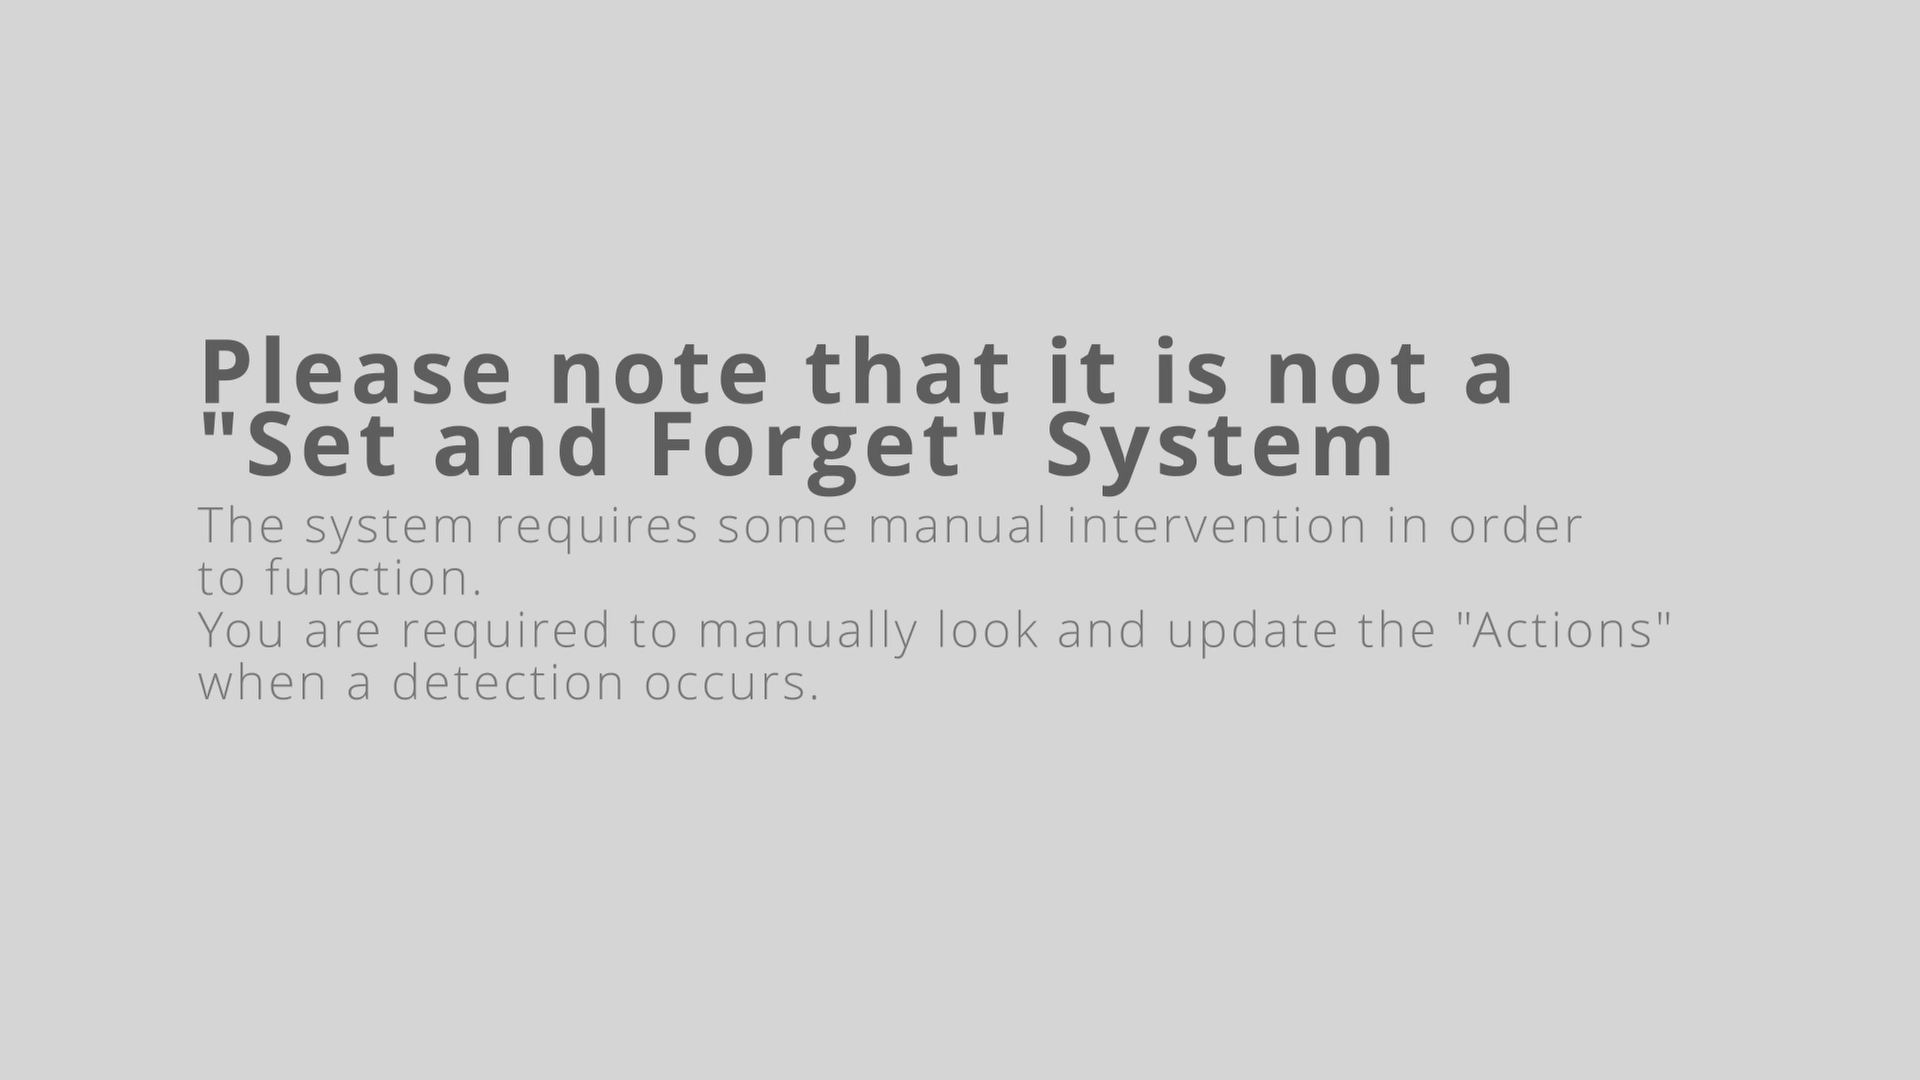 Please note that it is not a
"Set and Forget" System
The system requires some manual intervention in order
to function.
You are required to manually look and update the "Actions"
when a detection occurs.